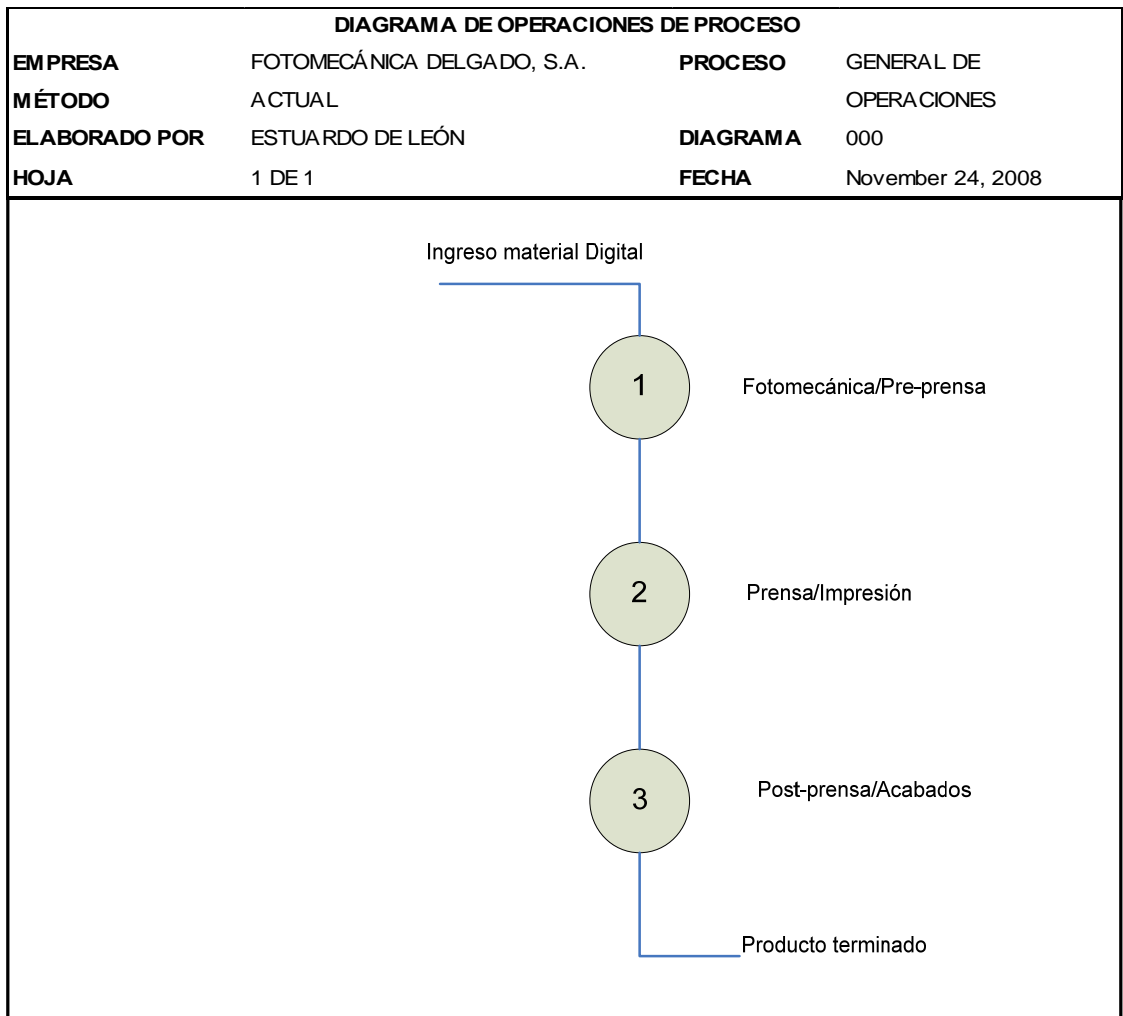 DIAGRAMA DE OPERACIONES DE PROCESO
EMPRESA FOTOMECÁNICA DELGADO, S.A. PROCESO GENERAL DE
MÉTODO ACTUAL OPERACIONES
ELABORADO POR ESTUARDO DE LEÓN DIAGRAMA 000
HOJA 1 DE 1 FECHA November 24, 2008
Ingreso material Digital
1 Fotomecánica/Pre-prensa
2 Prensa/Impresión
3 Post-prensa/Acabados
Producto terminado